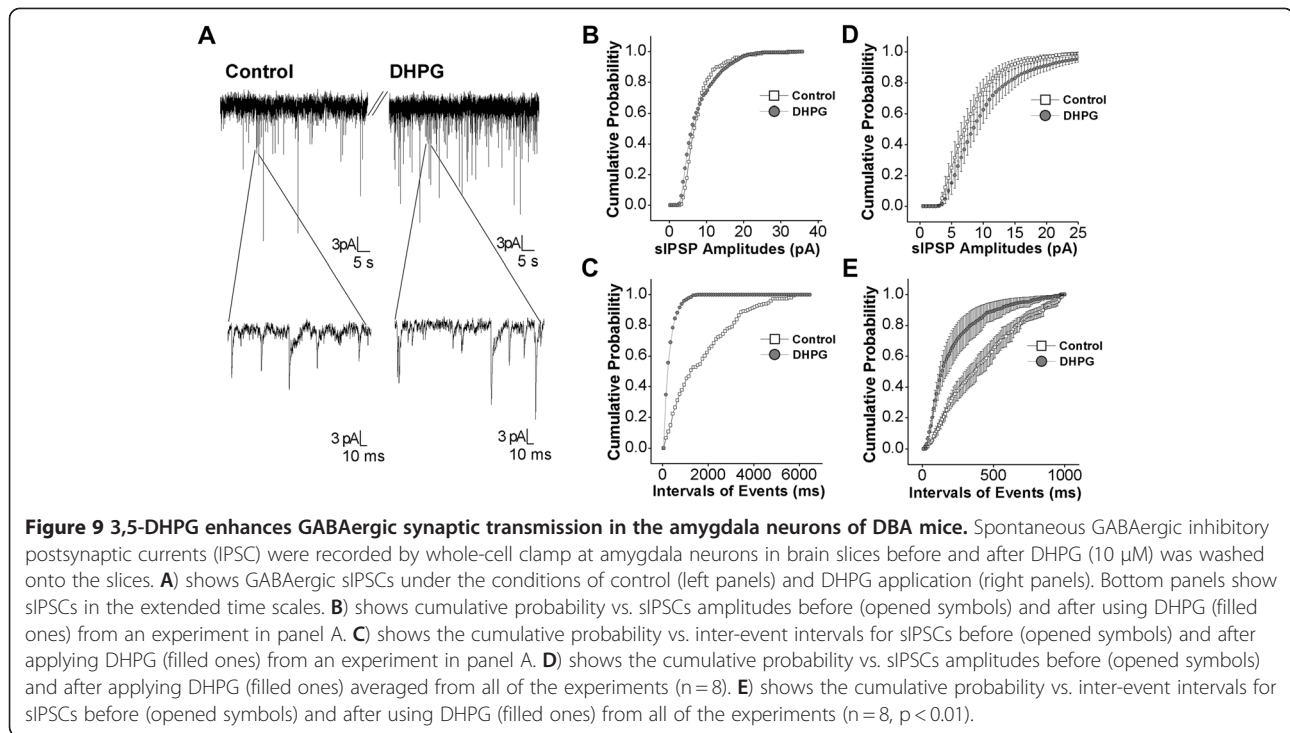 A
Control
DHPG
3pA
5 s
3pA
5 s
3 pA
10 ms
3 pA
10 ms
B
Cumulative Probability
1.0
0.8
0.6
0.4
0.2
0.0
Control
DHPG
0 10 20 30 40
sIPSP Amplitudes (pA)
C
Cumulative Probabilitiy
1.0
0.8
0.6
0.4
0.2
0.0
Control
DHPG
0 2000 4000 6000
Intervals of Events (ms)
D
Cumulative Probability
1.0
0.8
0.6
0.4
0.2
0.0
Control
DHPG
0 5 10 15 20 25
sIPSP Amplitudes (pA)
E
Cumulative Probabilitiy
1.0
0.8
0.6
0.4
0.2
0.0
Control
DHPG
0 500 1000
Intervals of Events (ms)
Figure 9 3,5-DHPG enhances GABAergic synaptic transmission in the amygdala neurons of DBA mice. Spontaneous GABAergic inhibitory
postsynaptic currents (IPSC) were recorded by whole-cell clamp at amygdala neurons in brain slices before and after DHPG (10 μM) was washed
onto the slices. A) shows GABAergic sIPSCs under the conditions of control (left panels) and DHPG application (right panels). Bottom panels show
sIPSCs in the extended time scales. B) shows cumulative probability vs. sIPSCs amplitudes before (opened symbols) and after using DHPG (filled
ones) from an experiment in panel A. C) shows the cumulative probability vs. inter-event intervals for sIPSCs before (opened symbols) and after
applying DHPG (filled ones) from an experiment in panel A. D) shows the cumulative probability vs. sIPSCs amplitudes before (opened symbols)
and after applying DHPG (filled ones) averaged from all of the experiments (n = 8). E) shows the cumulative probability vs. inter-event intervals for
sIPSCs before (opened symbols) and after using DHPG (filled ones) from all of the experiments (n = 8, p < 0.01).